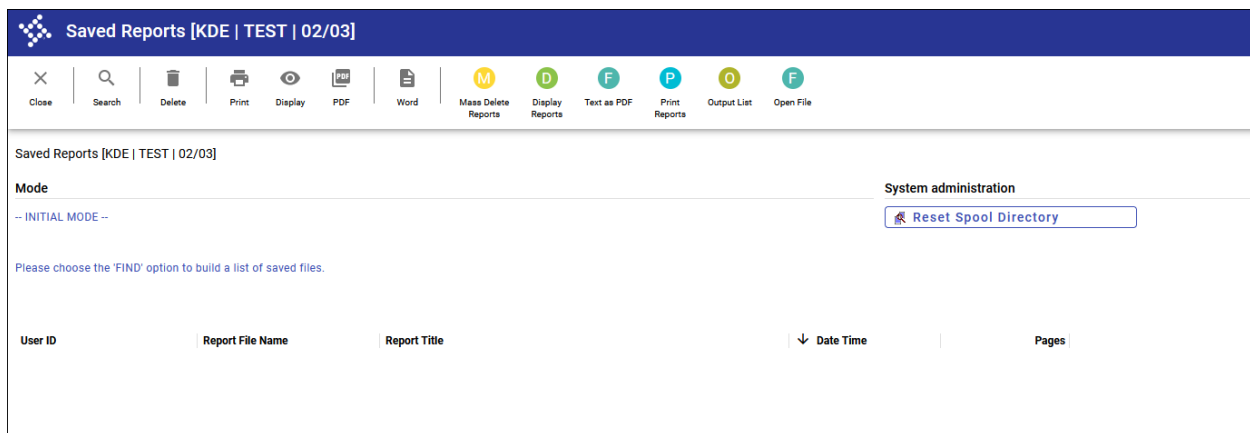 Saved Reports [KDE | TEST | 02/03]
Close
Search
Delete
Print
Display
PDF
PDF
Word
M
Mass Delete
Reports
D
Display
Reports
F
Text as PDF
P
Print
Reports
O
Output List
F
Open File
Saved Reports [KDE | TEST | 02/03]
Mode
System administration
-- INITIAL MODE --
Reset Spool Directory
Please choose the 'FIND' option to build a list of saved files.
User ID Report File Name Report Title Date Time Pages